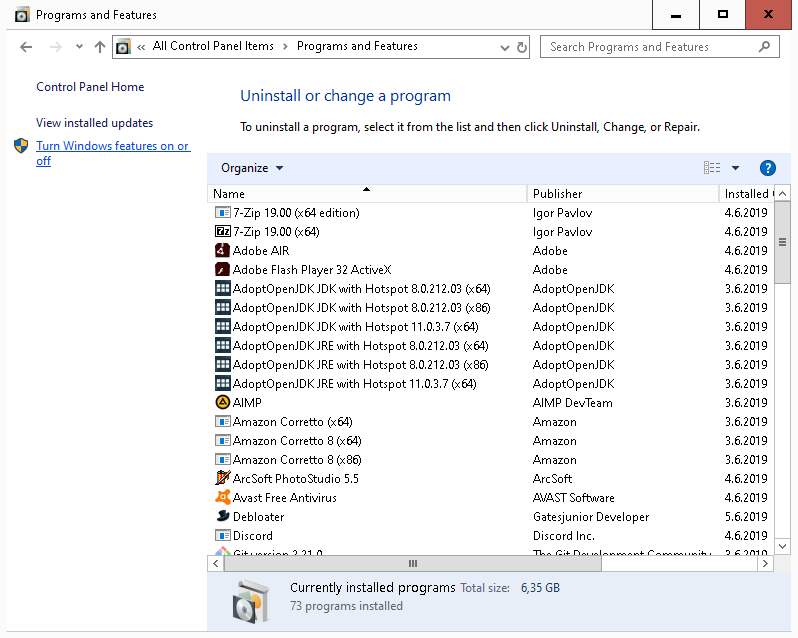 Programs and Features
« All Control Panel Items › Programs and Features
Search Programs and Features
Control Panel Home
View installed updates
Turn Windows features on or
off
Uninstall or change a program
To uninstall a program, select it from the list and then click Uninstall, Change, or Repair.
Organize
Name Publisher Installed
7-Zip 19.00 (x64 edition) Igor Pavlov 4.6.2019
7-Zip 19.00 (x64) Igor Pavlov 4.6.2019
Adobe AIR Adobe 4.6.2019
Adobe Flash Player 32 ActiveX Adobe 4.6.2019
AdoptOpenJDK JDK with Hotspot 8.0.212.03 (x64) AdoptOpenJDK 3.6.2019
AdoptOpenJDK JDK with Hotspot 8.0.212.03 (x86) AdoptOpenJDK 3.6.2019
AdoptOpenJDK JDK with Hotspot 11.0.3.7 (x64) AdoptOpenJDK 3.6.2019
AdoptOpenJDK JRE with Hotspot 8.0.212.03 (x64) AdoptOpenJDK 3.6.2019
AdoptOpenJDK JRE with Hotspot 8.0.212.03 (x86) AdoptOpenJDK 3.6.2019
AdoptOpenJDK JRE with Hotspot 11.0.3.7 (x64) AdoptOpenJDK 3.6.2019
AIMP AIMP DevTeam 3.6.2019
Amazon Corretto (x64) Amazon 3.6.2019
Amazon Corretto 8 (x64) Amazon 3.6.2019
Amazon Corretto 8 (x86) Amazon 3.6.2019
ArcSoft PhotoStudio 5.5 ArcSoft 4.6.2019
Avast Free Antivirus AVAST Software 4.6.2019
Debloater Gatesjunior Developer 5.6.2019
Discord Discord Inc. 4.6.2019
Git version 2.21.0 The Git Development Community 3.6.2019
Currently installed programs Total size: 6,35 GB
73 programs installed